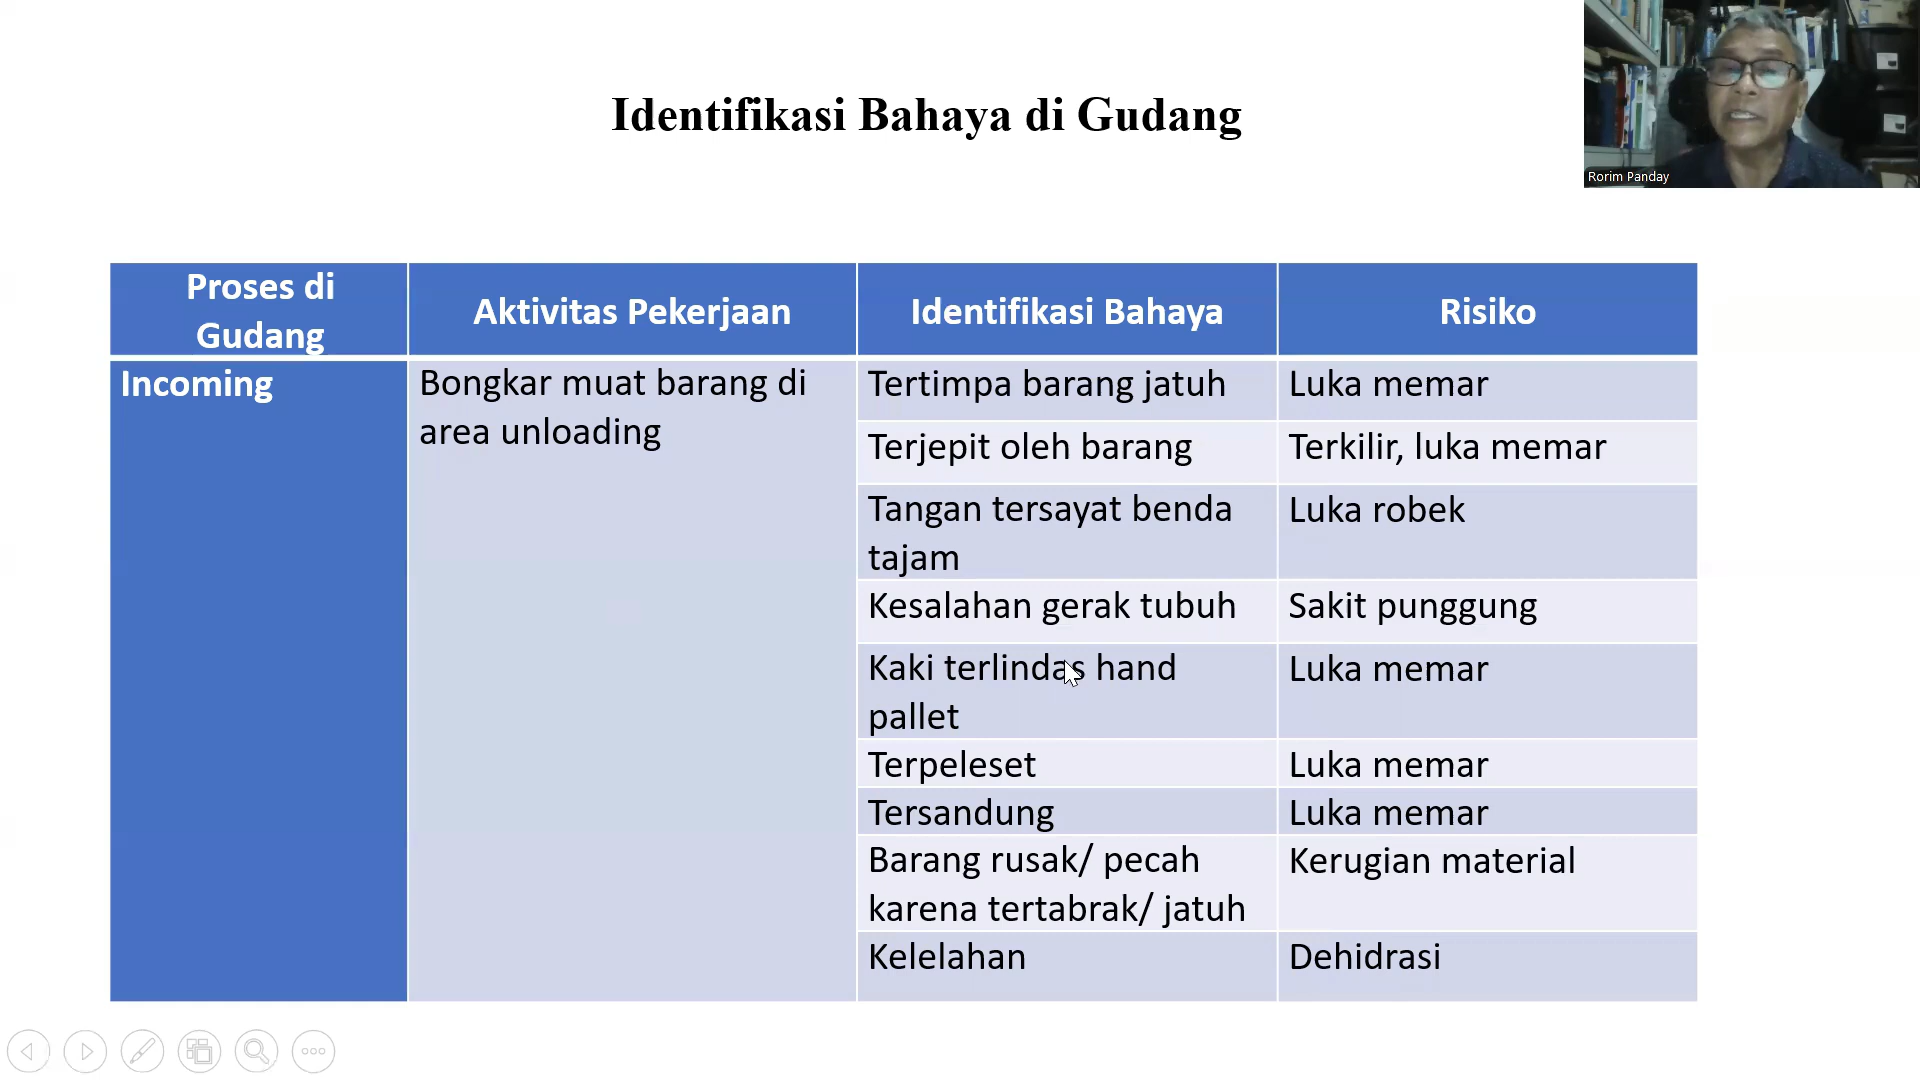 Identifikasi Bahaya di Gudang
Rorim Panday
Proses di
Gudang
Aktivitas Pekerjaan
Identifikasi Bahaya
Risiko
Incoming
Bongkar muat barang di
area unloading
Tertimpa barang jatuh
Luka memar
Terjepit oleh barang
Terkilir, luka memar
Tangan tersayat benda
tajam
Luka robek
Kesalahan gerak tubuh
Sakit punggung
Kaki terlindas hand
pallet
Luka memar
Terpeleset
Luka memar
Tersandung
Luka memar
Barang rusak/ pecah
karena tertabrak/ jatuh
Kerugian material
Kelelahan
Dehidrasi